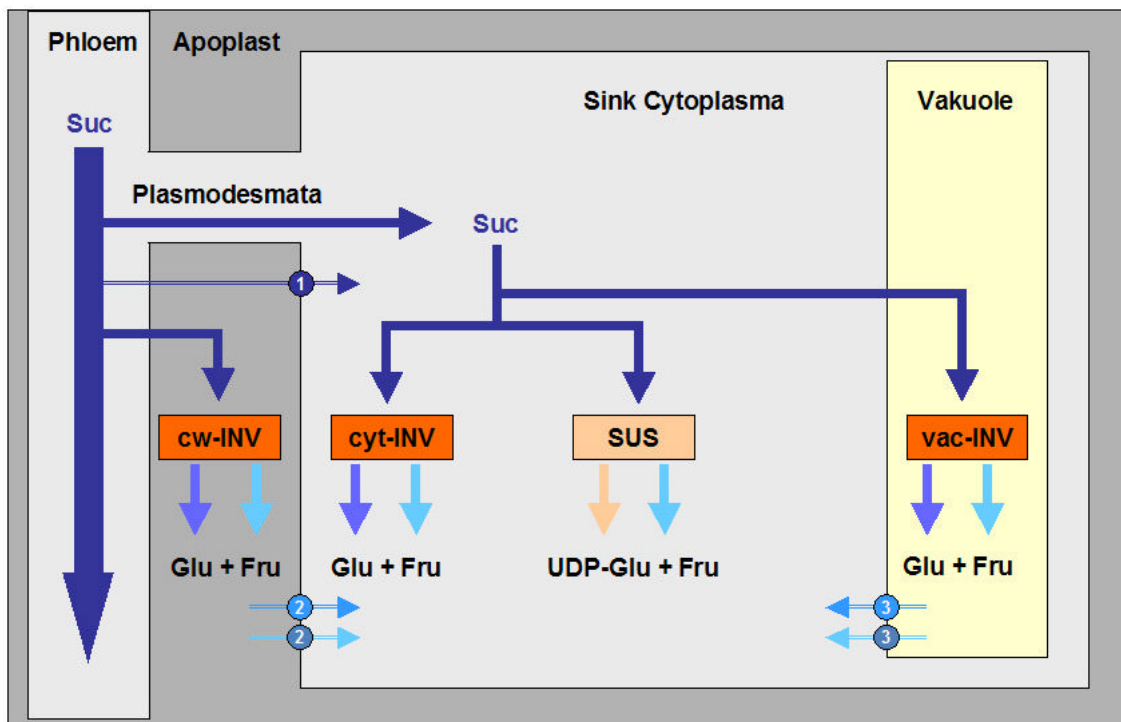 Phloem
Apoplast
Sink Cytoplasma
Vakuole
Suc
Plasmodesmata
Suc
1
cw-INV
cyt-INV
SUS
vac-INV
Glu + Fru
Glu + Fru
UDP-Glu + Fru
Glu + Fru
2
3
2
3